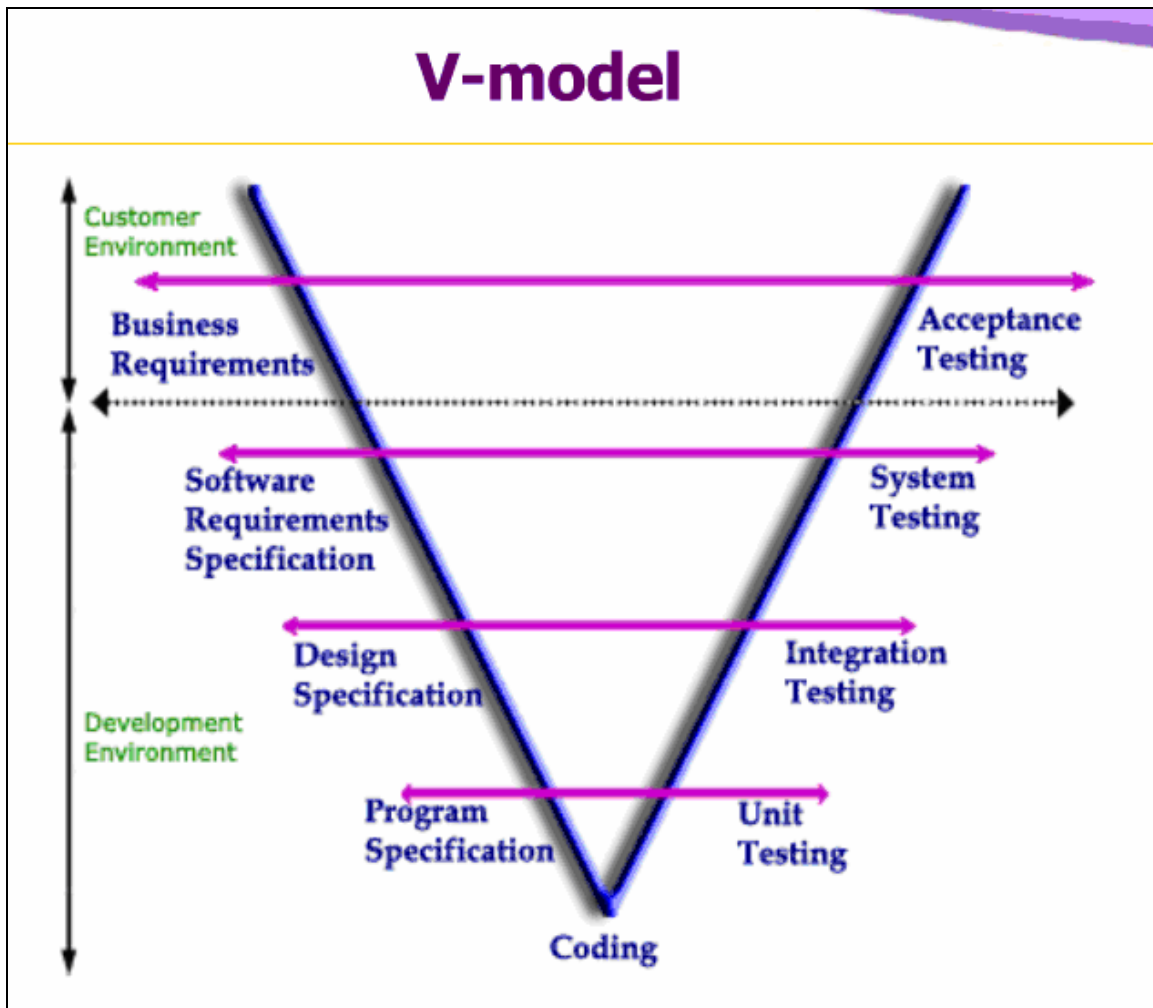 V-model
Customer
Environment
Business
Requirements
Acceptance
Testing
Software
Requirements
Specification
System
Testing
Design
Specification
Integration
Testing
Development
Environment
Program
Specification
Unit
Testing
Coding